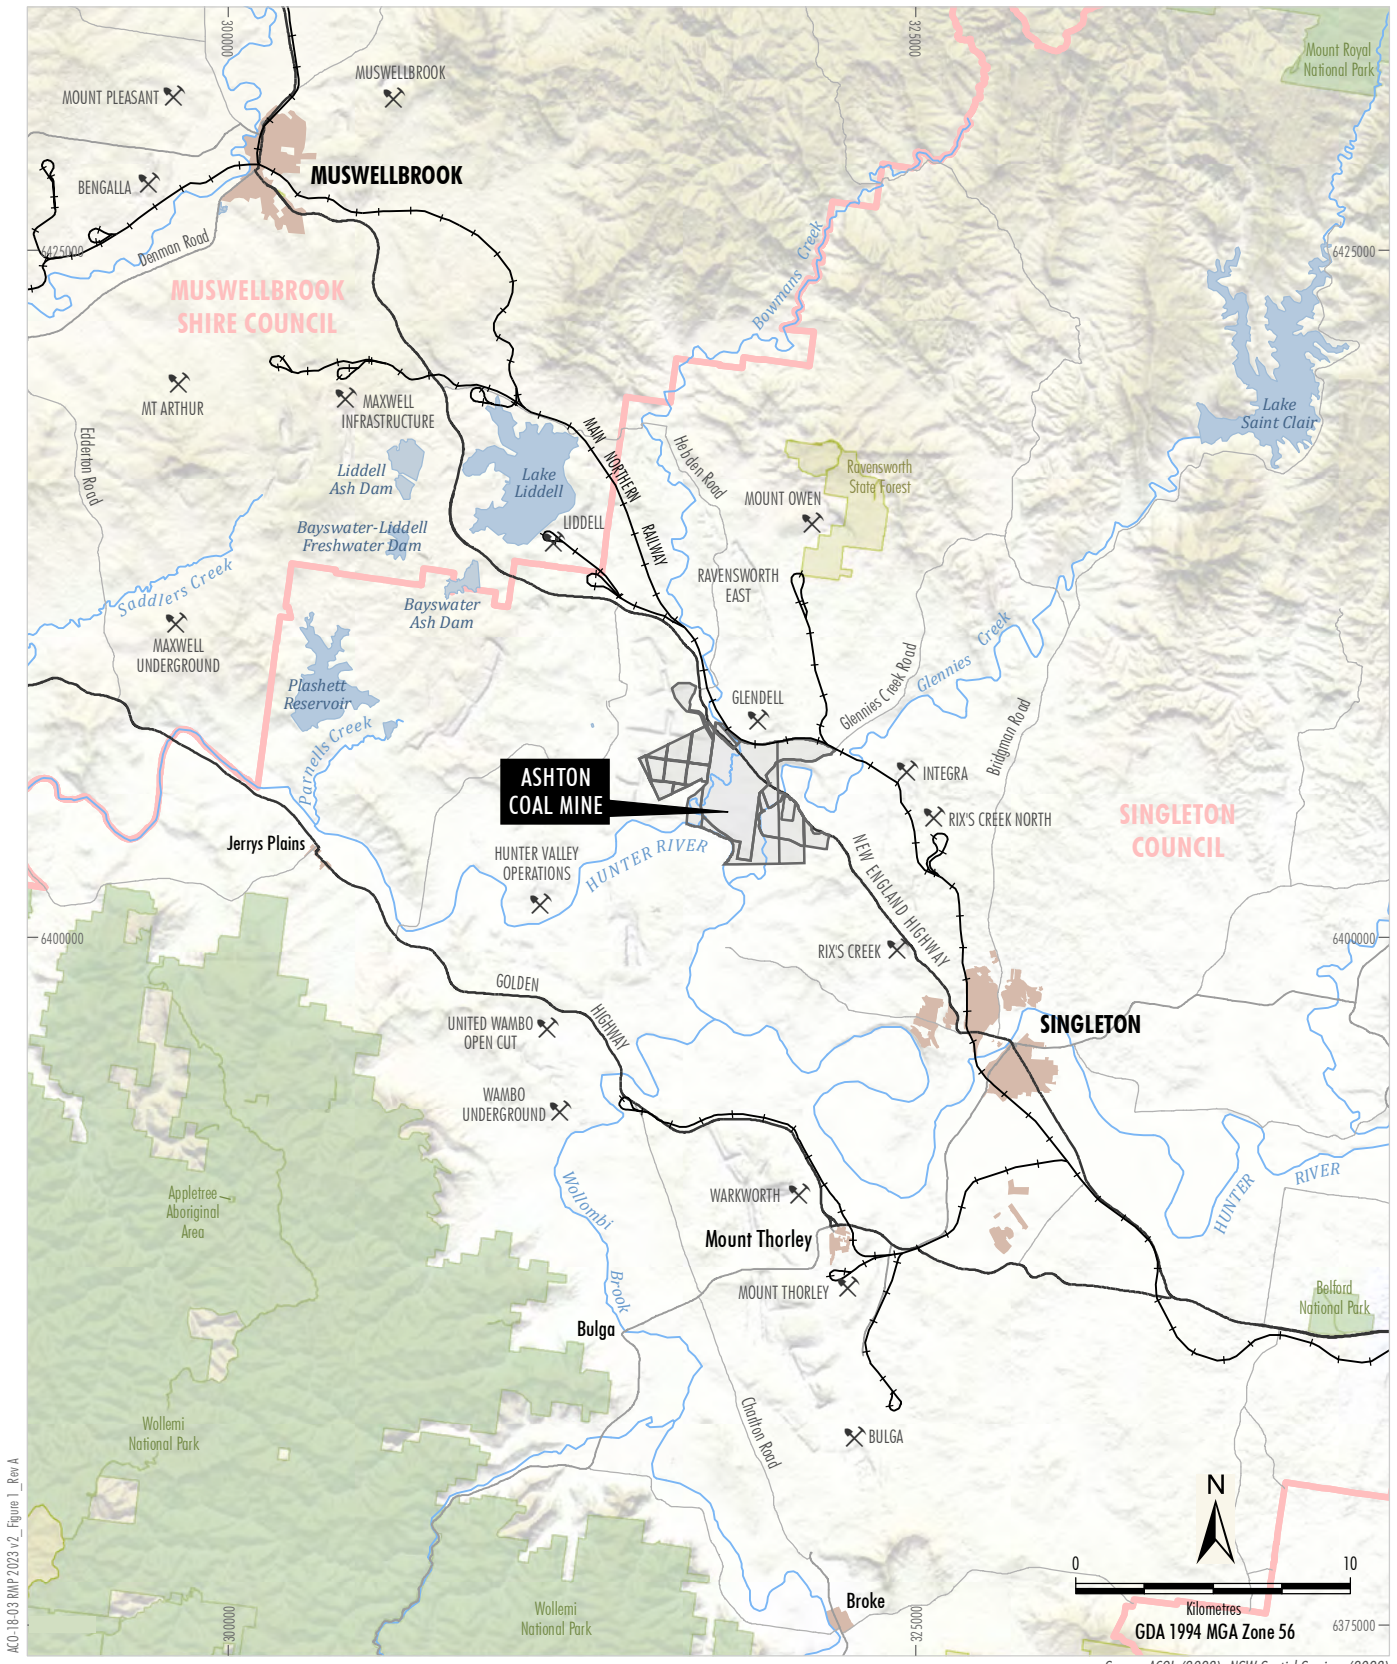 300000
325000
Mount Royal
National Park
MUSWELLBROOK
MOUNT PLEASANT
MUSWELLBROOK
BENGALLA
Denman Road
6425000
6425000
Bowmans Creek
MUSWELLBROOK
SHIRE COUNCIL
MT ARTHUR
MAXWELL
INFRASTRUCTURE
Lake
Saint Clair
MAIN NORTHERN RAILWAY
Edderton Road
Hebden Road
Liddell
Ash Dam
Lake
Liddell
Ravensworth
State Forest
MOUNT OWEN
LIDDELL
Bayswater-Liddell
Freshwater Dam
Saddlers Creek
RAVENSWORTH
EAST
Bayswater
Ash Dam
MAXWELL
UNDERGROUND
Glennies Creek
Plashett
Reservoir
GLENDELL
Glennies Creek Road
Parnells Creek
Bridgman Road
ASHTON
COAL MINE
INTEGRA
RIX'S CREEK NORTH
SINGLETON
COUNCIL
Jerrys Plains
HUNTER VALLEY
OPERATIONS
HUNTER RIVER
NEW ENGLAND HIGHWAY
6400000
6400000
RIX'S CREEK
GOLDEN HIGHWAY
UNITED WAMBO
OPEN CUT
SINGLETON
WAMBO
UNDERGROUND
Appletree
Aboriginal
Area
Wollombi Brook
WARKWORTH
HUNTER RIVER
Mount Thorley
MOUNT THORLEY
Belford
National Park
Bulga
Charlton Road
Wollemi
National Park
BULGA
N
0
10
Kilometres
GDA 1994 MGA Zone 56
Broke
Wollemi
National Park
300000
325000
6375000
ACO-18-03 RMP 2023 v2_Figure 1_Rev A